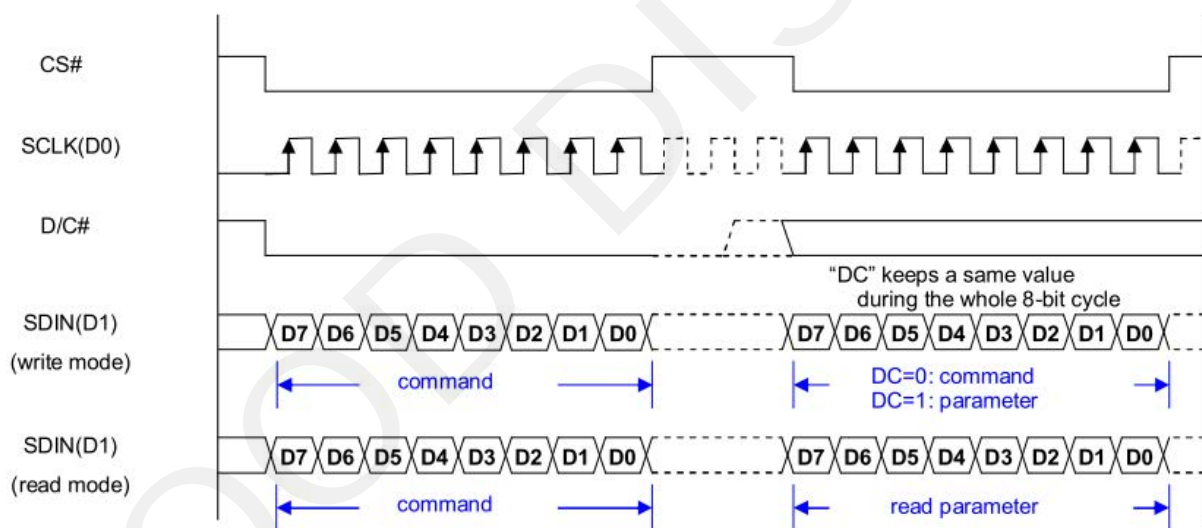 CS#
SCLK(D0)
D/C#
“DC” keeps a same value
during the whole 8-bit cycle
SDIN(D1)
(write mode)
D7 D6 D5 D4 D3 D2 D1 D0
D7 D6 D5 D4 D3 D2 D1 D0
command
DC=0: command
DC=1: parameter
SDIN(D1)
(read mode)
D7 D6 D5 D4 D3 D2 D1 D0
D7 D6 D5 D4 D3 D2 D1 D0
command
read parameter